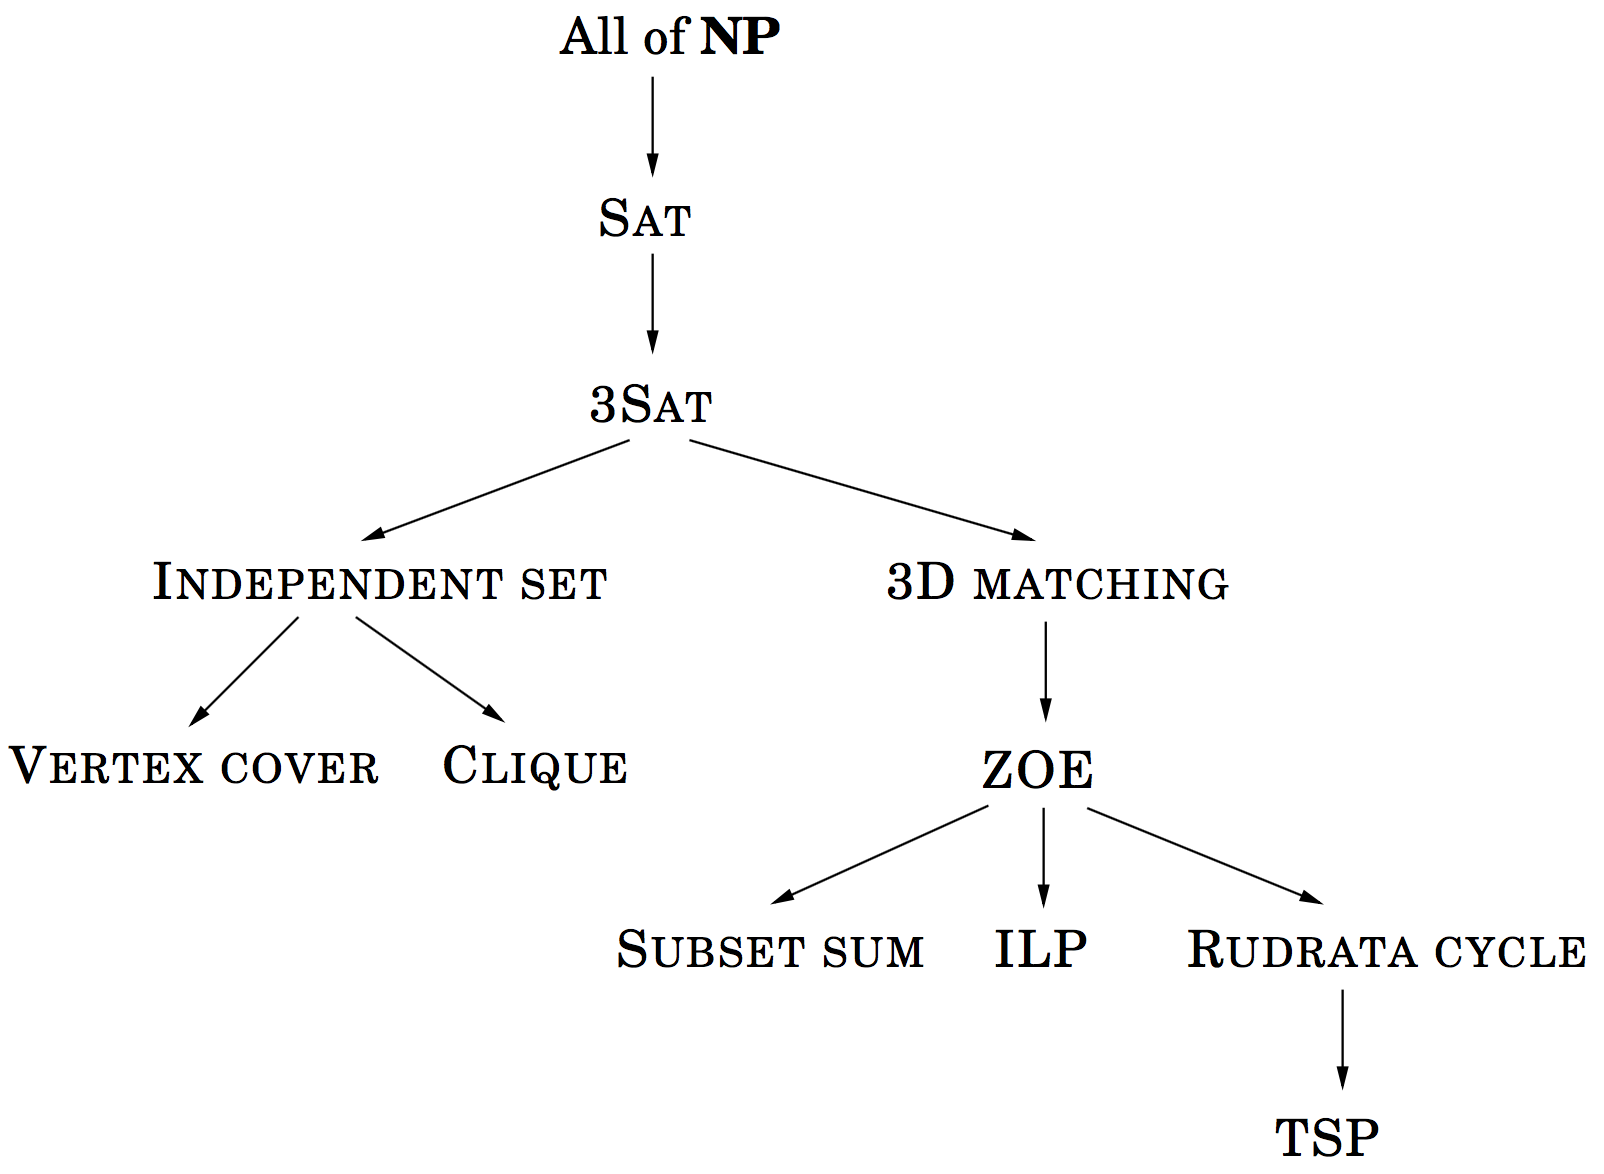 All of NP
SAT
3SAT
INDEPENDENT SET
3D MATCHING
VERTEX COVER
CLIQUE
ZOE
SUBSET SUM
ILP
RUDRATA CYCLE
TSP